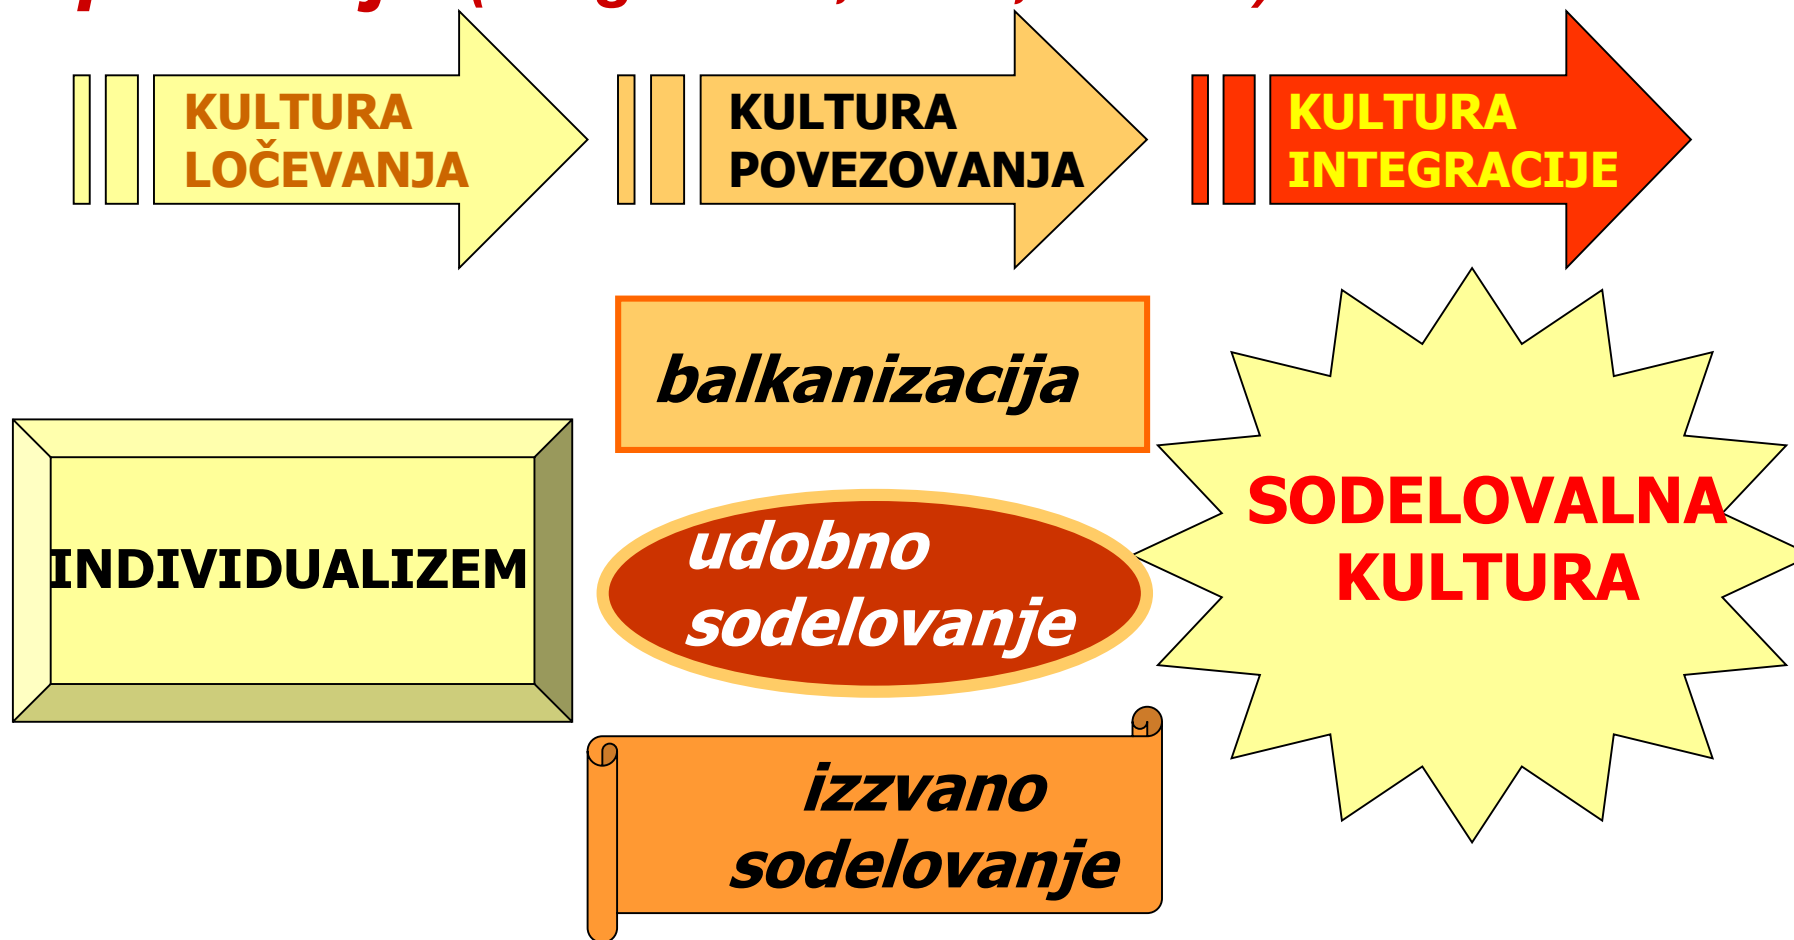 KULTURA
LOČEVANJA
KULTURA
POVEZOVANJA
KULTURA
INTEGRACIJE
balkanizacija
INDIVIDUALIZEM
udobno
sodelovanje
SODELOVALNA
KULTURA
izzvano
sodelovanje